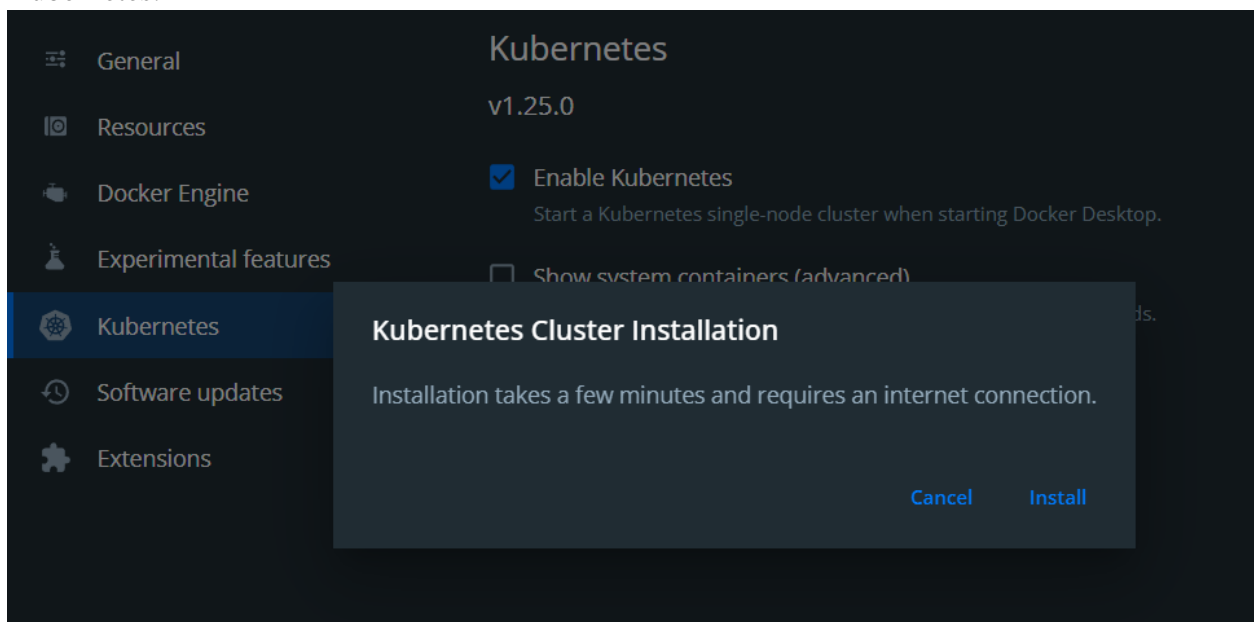 General
Resources
Docker Engine
Experimental features
Kubernetes
Software updates
Extensions
Kubernetes
v1.25.0
Enable Kubernetes
Start a Kubernetes single-node cluster when starting Docker Desktop.
Show system containers (advanced)
ds.
Kubernetes Cluster Installation
Installation takes a few minutes and requires an internet connection.
Cancel Install